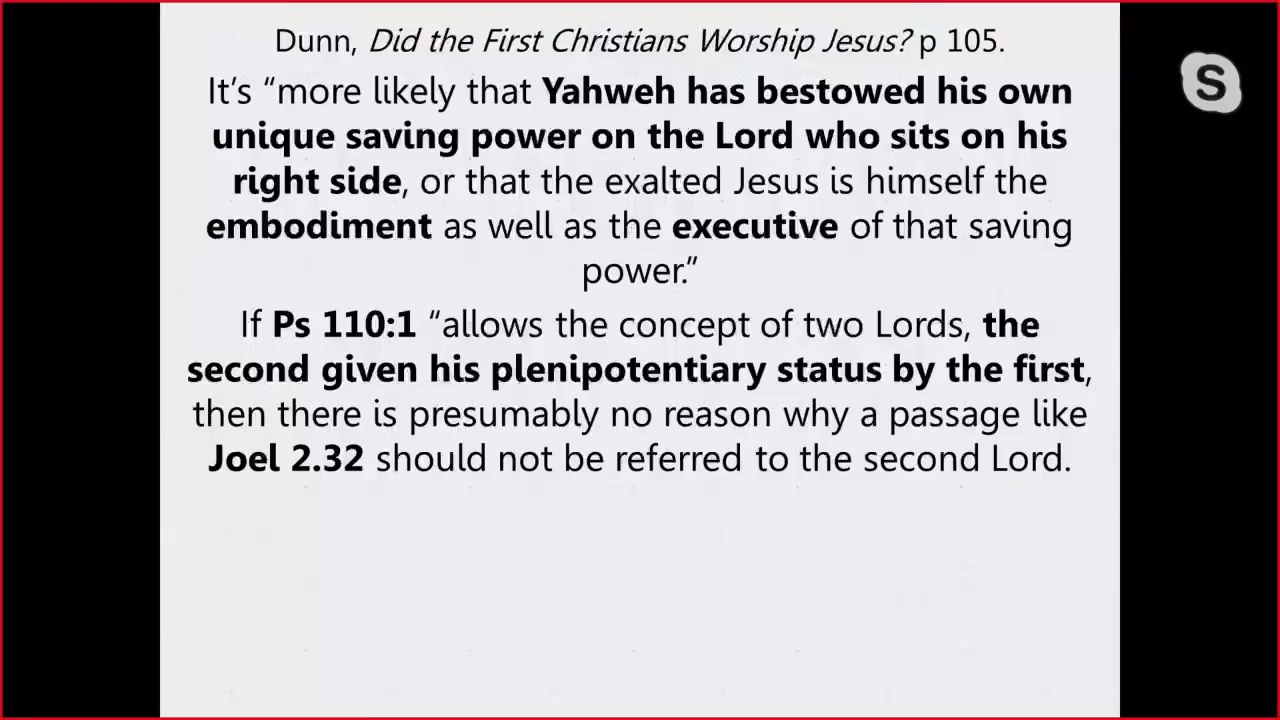 Dunn, Did the First Christians Worship Jesus? p 105.
It’s “more likely that Yahweh has bestowed his own
unique saving power on the Lord who sits on his
right side, or that the exalted Jesus is himself the
embodiment as well as the executive of that saving
power.”
If Ps 110:1 “allows the concept of two Lords, the
second given his plenipotentiary status by the first,
then there is presumably no reason why a passage like
Joel 2.32 should not be referred to the second Lord.
S